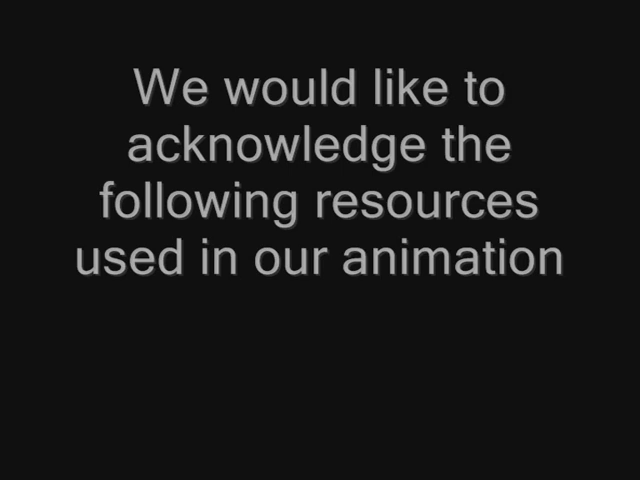 We would like to
acknowledge the
following resources
used in our animation